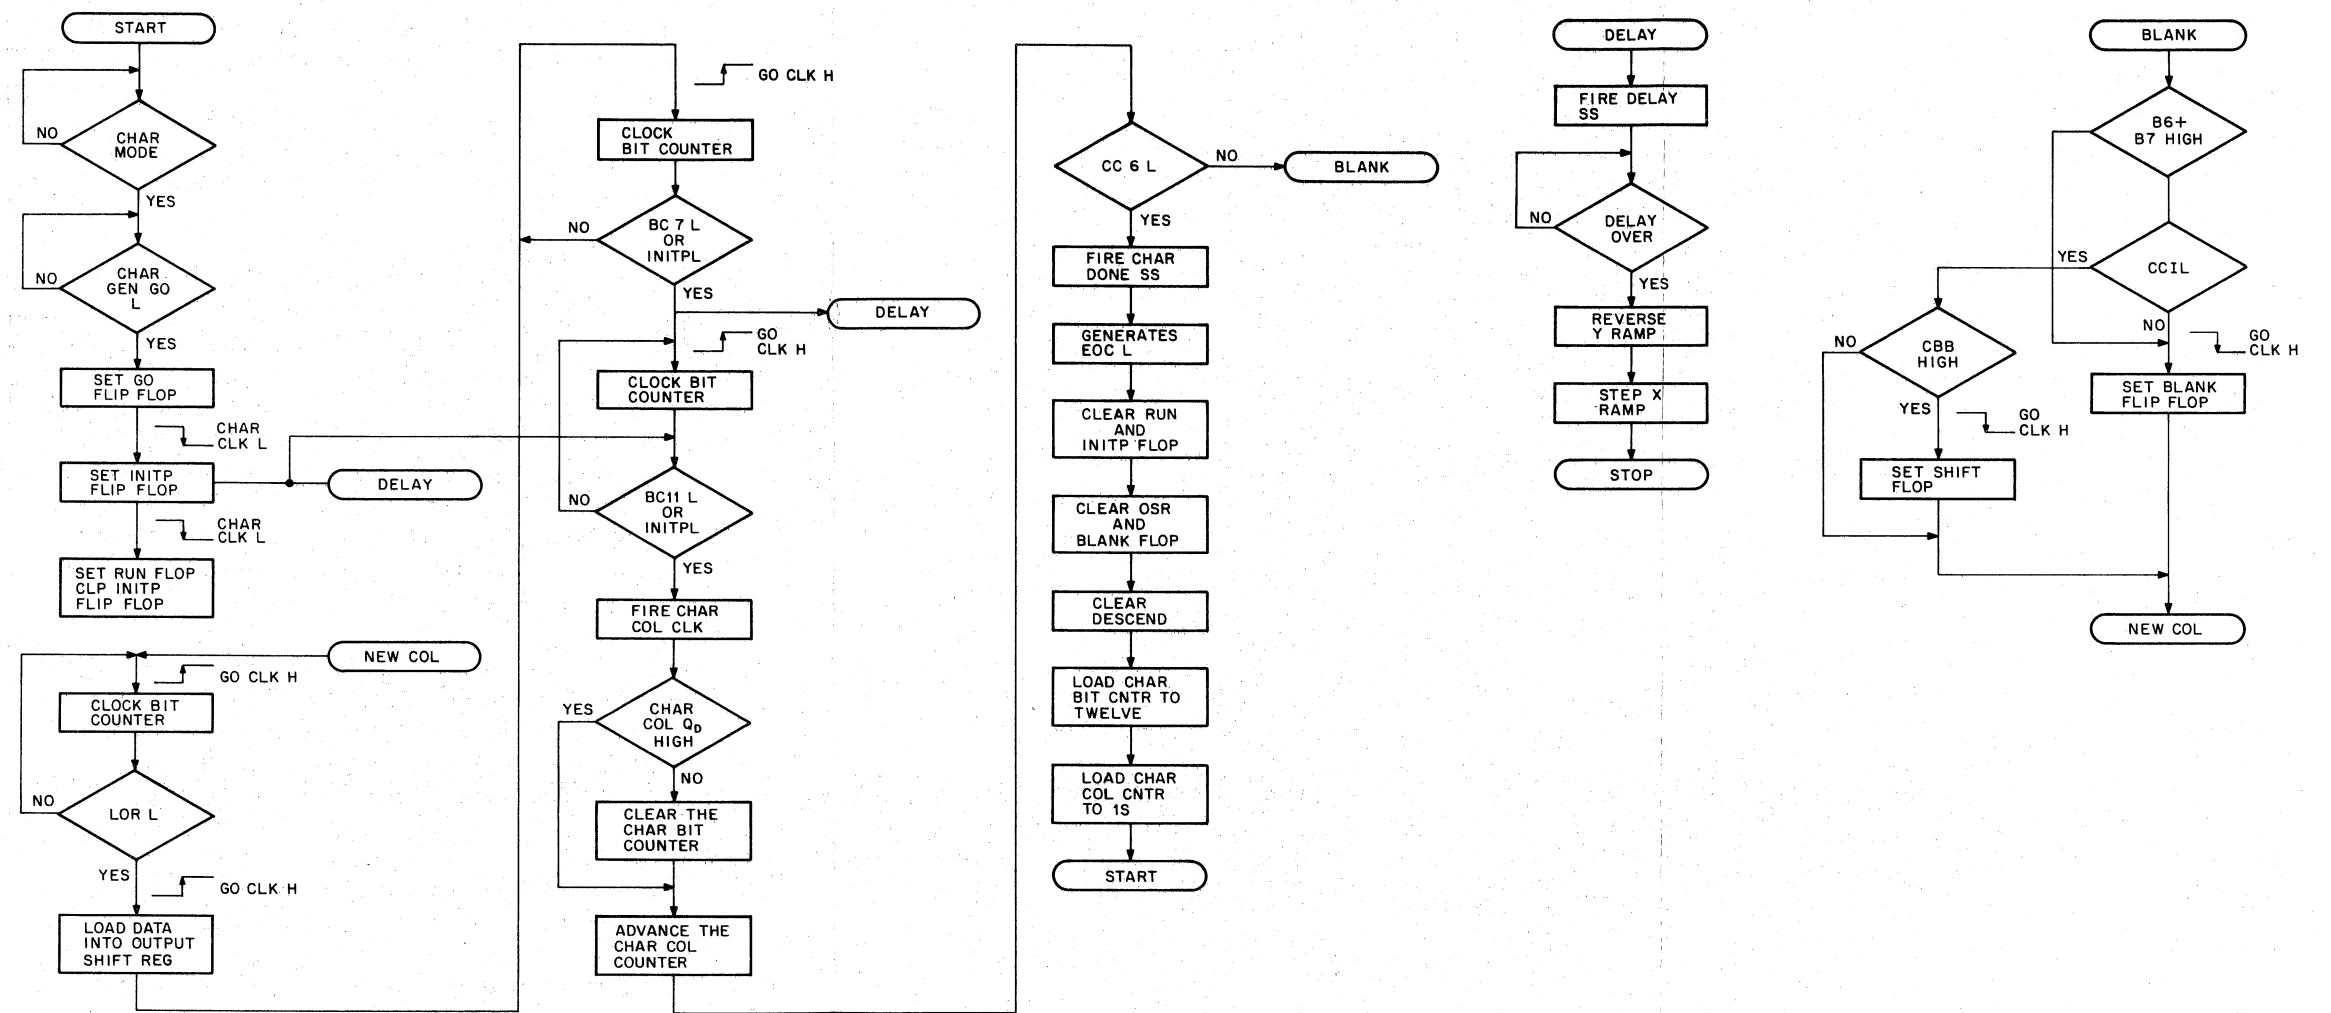 START
NO
CHAR
MODE
YES
NO
CHAR
GEN GO
L
YES
SET GO
FLIP FLOP
CHAR
CLK L
SET INITP
FLIP FLOP
DELAY
CHAR
CLK L
SET RUN FLOP
CLP INITP
FLIP FLOP
NEW COL
GO CLK H
CLOCK BIT
COUNTER
NO
LOR L
YES
GO CLK H
LOAD DATA
INTO OUTPUT
SHIFT REG
GO CLK H
CLOCK
BIT COUNTER
NO
BC 7 L
OR
INITPL
YES
DELAY
GO
CLK H
CLOCK BIT
COUNTER
NO
BC11 L
OR
INITPL
YES
FIRE CHAR
COL CLK
YES
CHAR
COL QD
HIGH
NO
CLEAR THE
CHAR BIT
COUNTER
ADVANCE THE
CHAR COL
COUNTER
CC 6 L
NO
BLANK
YES
FIRE CHAR
DONE SS
GENERATES
EOC L
CLEAR RUN
AND
INITP FLOP
CLEAR OSR
AND
BLANK FLOP
CLEAR
DESCEND
LOAD CHAR
BIT CNTR TO
TWELVE
LOAD CHAR
COL CNTR
TO 1S
START
DELAY
FIRE DELAY
SS
NO
DELAY
OVER
YES
REVERSE
Y RAMP
STEP X
RAMP
STOP
BLANK
B6+
B7 HIGH
YES
CCIL
NO
GO
CLK H
NO
CBB
HIGH
YES
GO
CLK H
SET SHIFT
FLOP
SET BLANK
FLIP FLOP
NEW COL